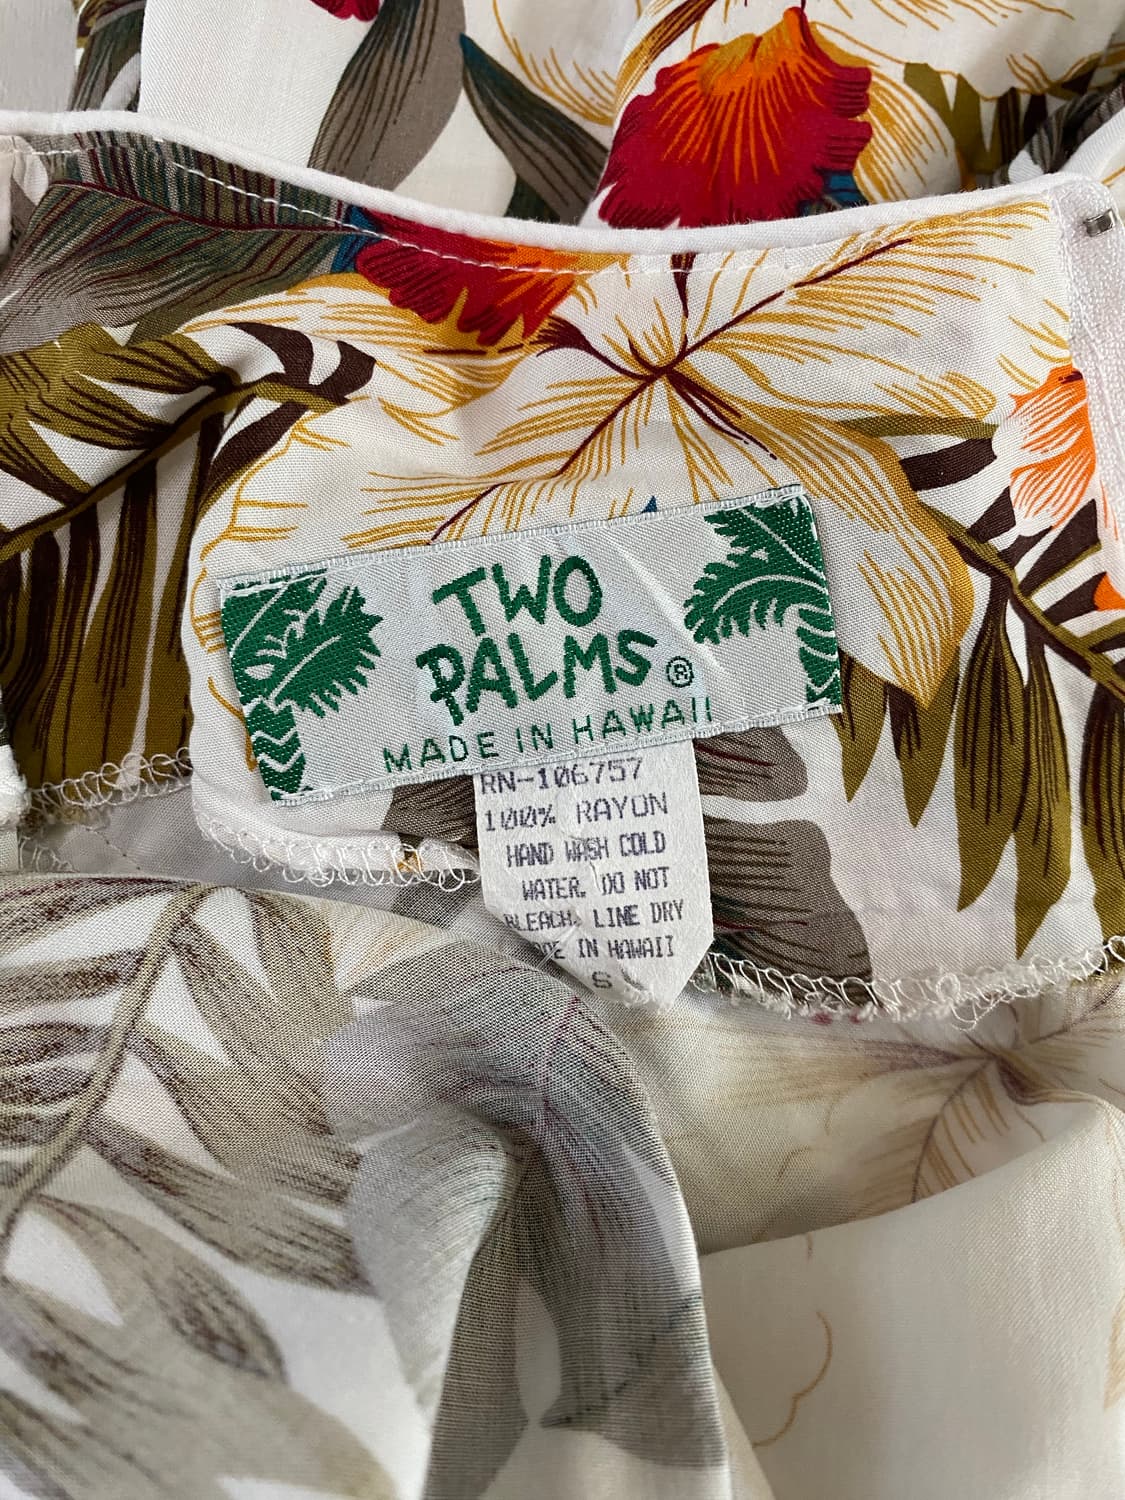 TWO
PALMS®
MADE IN HAWAII
RN-106757
100% RAYON
HAND WASH COLD
WATER. DO NOT
BLEACH. LINE DRY
MADE IN HAWAII
S